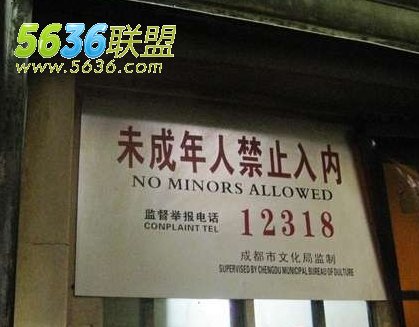 5636联盟
www.5636.com
未成年人禁止入内
NO MINORS ALLOWED
监督举报电话 12318
COMPLAINT TEL
成都市文化局监制
SUPERVISED BY CHENGDU MUNICIPAL BUREAU OF DULTURE